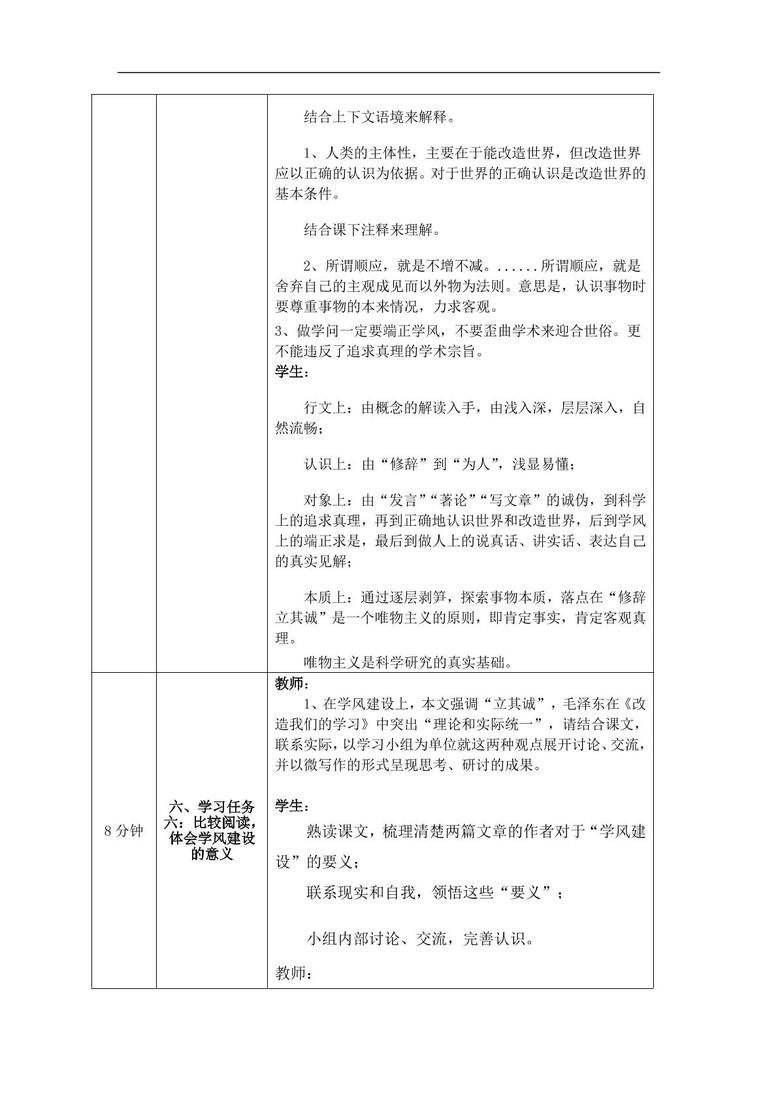 结合上下文语境来解释。
1、人类的主体性，主要在于能改造世界，但改造世界
应以正确的认识为依据。对于世界的正确认识是改造世界的
基本条件。
结合课下注释来理解。
2、所谓顺应，就是不增不减。......所谓顺应，就是
舍弃自己的主观成见而以外物为法则。意思是，认识事物时
要尊重事物的本来情况，力求客观。
3、做学问一定要端正学风，不要歪曲学术来迎合世俗。更
不能违反了追求真理的学术宗旨。
学生：
行文上：由概念的解读入手，由浅入深，层层深入，自
然流畅；
认识上：由“修辞”到“为人”，浅显易懂；
对象上：由“发言”“著论”“写文章”的诚伪，到科学
上的追求真理，再到正确地认识世界和改造世界，后到学风
上的端正求是，最后到做人上的说真话、讲实话、表达自己
的真实见解；
本质上：通过逐层剥笋，探索事物本质，落点在“修辞
立其诚”是一个唯物主义的原则，即肯定事实，肯定客观真
理。
唯物主义是科学研究的真实基础。
8分钟
六、学习任务
六：比较阅读，
体会学风建设
的意义
教师：
1、在学风建设上，本文强调“立其诚”，毛泽东在《改
造我们的学习》中突出“理论和实际统一”，请结合课文，
联系实际，以学习小组为单位就这两种观点展开讨论、交流，
并以微写作的形式呈现思考、研讨的成果。
学生：
熟读课文，梳理清楚两篇文章的作者对于“学风建
设”的要义；
联系现实和自我，领悟这些“要义”；
小组内部讨论、交流，完善认识。
教师：